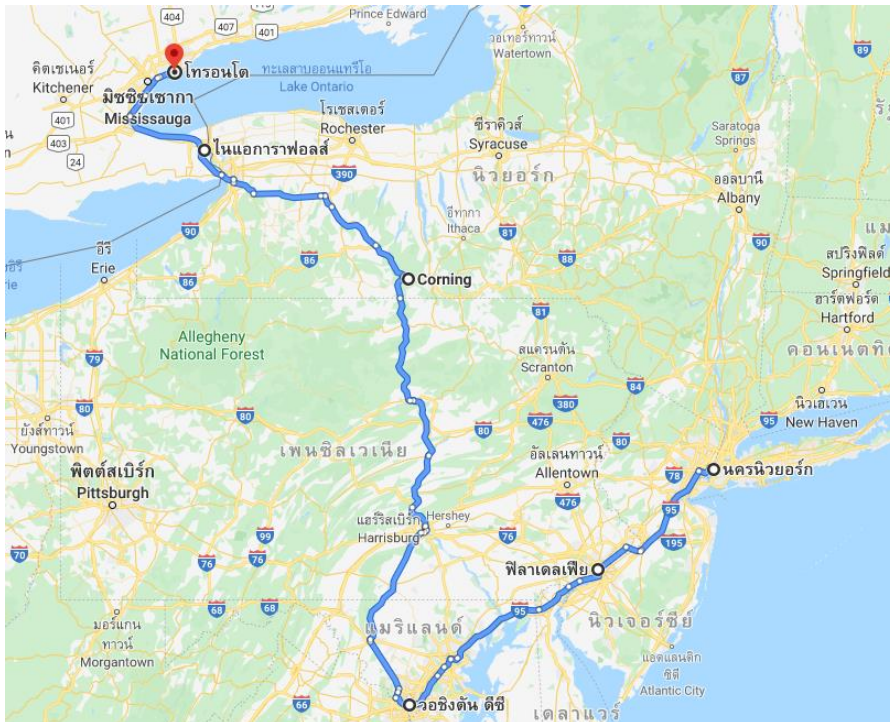 404
407
401
Prince Edward
วอเทอร์ทาวน์
Watertown
89
คิตเชเนอร์
Kitchener
โทรอนโต
ทะเลสาบออนแทรีโอ
Lake Ontario
87
มิซซิซเซากา
Mississauga
401
403
24
โรเชสเตอร์
Rochester
ซีราคิวส์
Syracuse
Saratoga
Springs
ไนแอการาฟอลส์
390
นิวยอร์ก
ออลบานี
Albany
อีทากา
Ithaca
90
81
90
อีรี
Erie
86
86
88
สปริงฟิลด์
Springfield
Corning
ฮาร์ตฟอร์ด
Hartford
81
Allegheny
National Forest
79
สแครนตัน
Scranton
84
คอนเนตทิ
80
ยังส์ทาวน์
Youngstown
80
380
476
80
80
95
นิวเฮเวน
New Haven
เพนซิลเวเนีย
อัลเลนทาวน์
Allentown
78
นครนิวยอร์ก
พิตต์สเบิร์ก
Pittsburgh
476
95
แฮร์ริสเบิร์ก
Harrisburg
Hershey
76
195
70
99
76
76
ฟิลาเดลเฟีย
มอร์แกน
ทาวน์
Morgantown
68
68
95
แมริแลนด์
นิวเจอร์ซีย์
แอตแลนติก
ซิตี
Atlantic City
66
วอชิงตัน ดีซี
เดลาแวร์